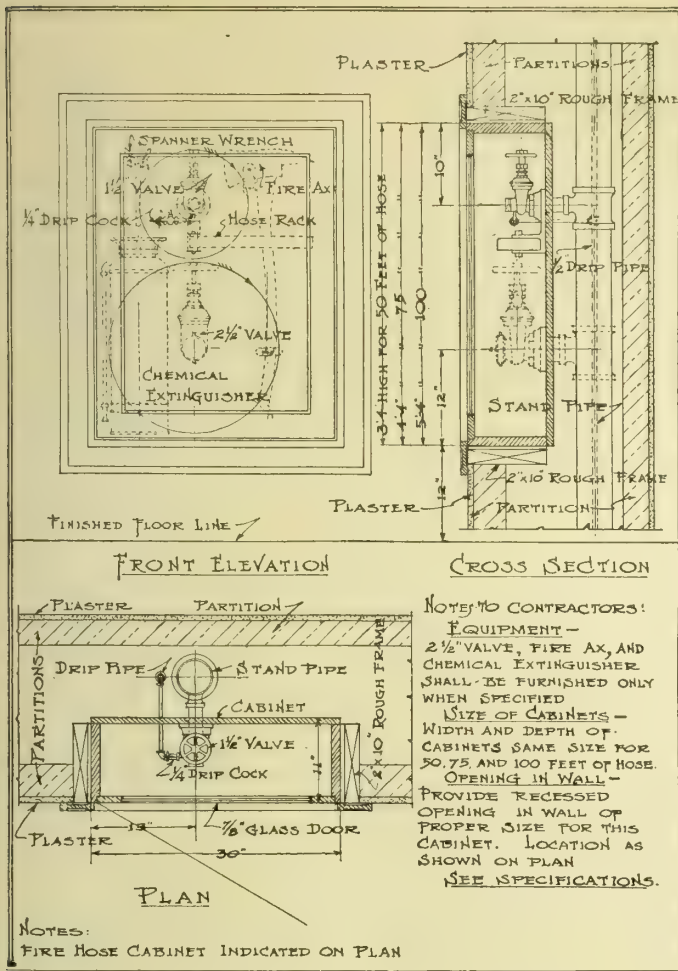 PLASTER
PARTITIONS
2"x10" ROUGH FRAME
SPANNER WRENCH
1½ VALVE
FIRE AX
¼" DRIP COCK
HOSE RACK
2½" VALVE
CHEMICAL
EXTINGUISHER
3'4 HIGH FOR 50 FEET OF HOSE
4'-4" " " 75 " " "
5'-4" " " 100 " " "
10"
½ DRIP PIPE
12"
STAND PIPE
12"
2"x10" ROUGH FRAME
PLASTER
PARTITION
FINISHED FLOOR LINE
FRONT ELEVATION
CROSS SECTION
PLASTER
PARTITION
PARTITIONS
DRIP PIPE
STAND PIPE
CABINET
2"x10" ROUGH FRAME
1½" VALVE
¼ DRIP COCK
11"
PLASTER
⅞" GLASS DOOR
30"
PLAN
NOTES TO CONTRACTORS:
EQUIPMENT —
2½" VALVE, FIRE AX, AND
CHEMICAL EXTINGUISHER
SHALL BE FURNISHED ONLY
WHEN SPECIFIED
SIZE OF CABINETS —
WIDTH AND DEPTH OF
CABINETS SAME SIZE FOR
50, 75, AND 100 FEET OF HOSE.
OPENING IN WALL —
PROVIDE RECESSED
OPENING IN WALL OF
PROPER SIZE FOR THIS
CABINET. LOCATION AS
SHOWN ON PLAN
SEE SPECIFICATIONS.
NOTES:
FIRE HOSE CABINET INDICATED ON PLAN